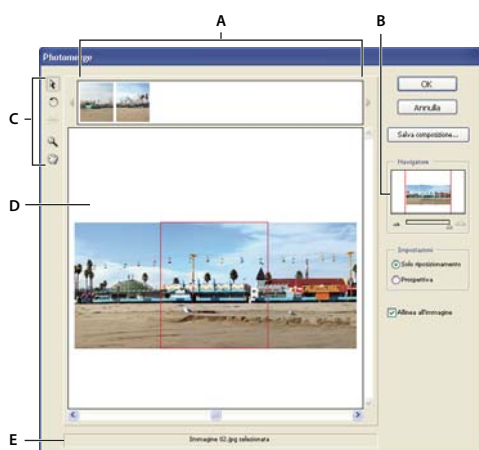 A
B
Photomerge
OK
Annulla
Salva composizione...
C
Navigatore
D
Impostazioni
Solo riposizionamento
Prospettiva
Allinea all'immagine
E
Immagine 02.jpg selezionata